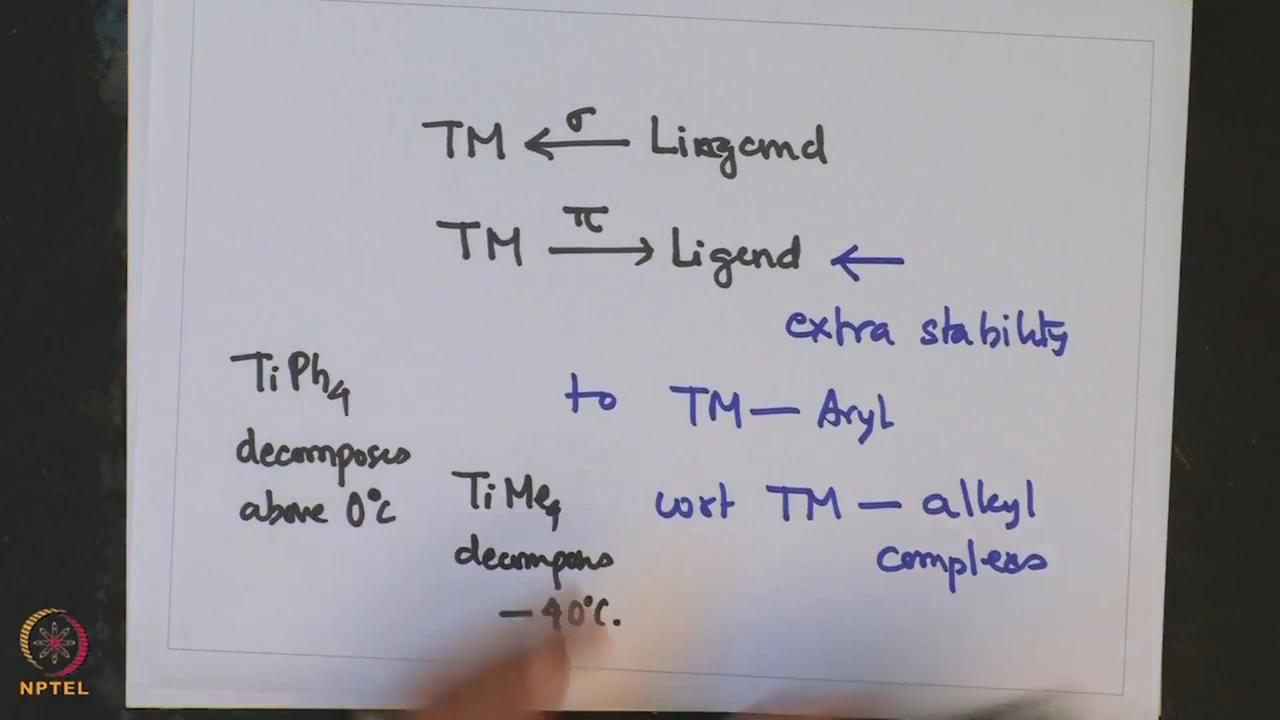 TM ←σ Lingand
TM π→ Ligand ←
extra stability
to TM — Aryl
wrt TM — alkyl
complexes
TiPh4
decomposes
above 0°C
TiMe4
decomposes
-40°C.
NPTEL